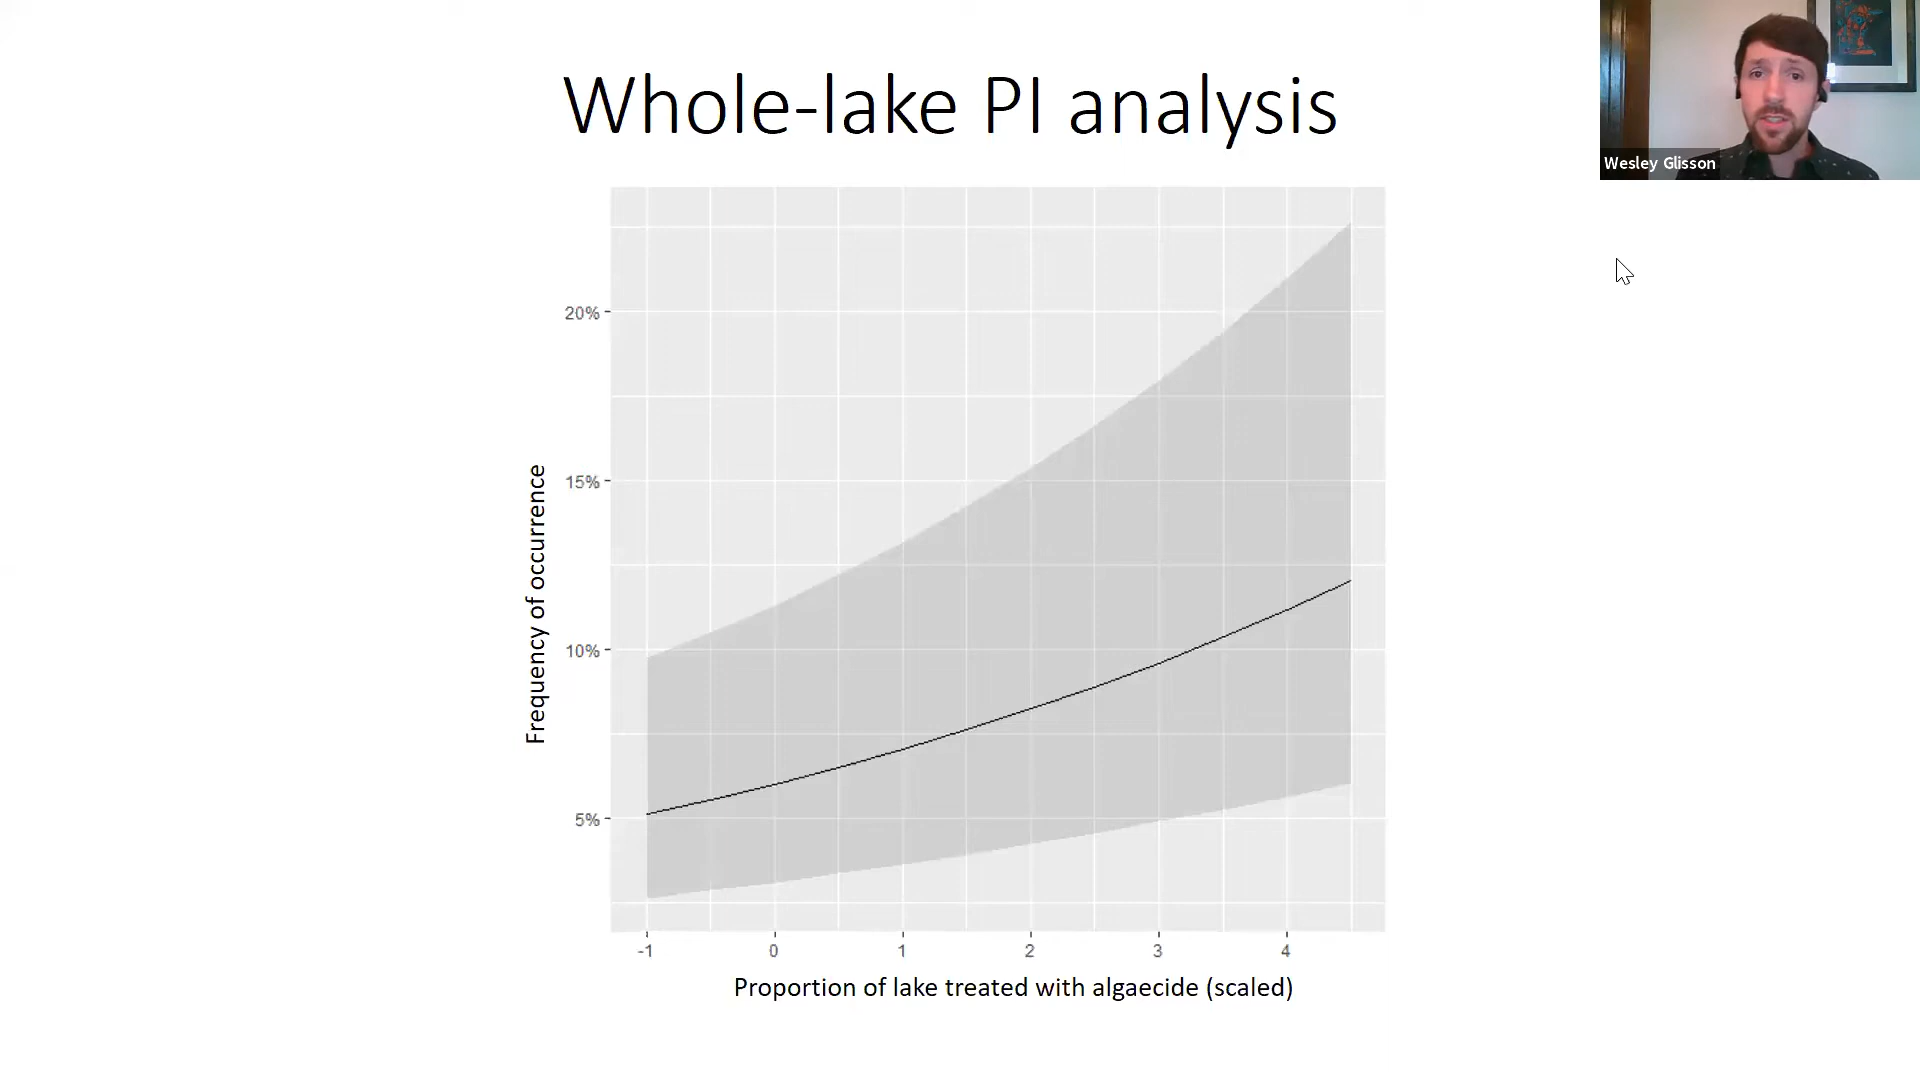 Whole-lake PI analysis
Wesley Glisson
Frequency of occurrence
20%
15%
10%
5%
-1 0 1 2 3 4
Proportion of lake treated with algaecide (scaled)